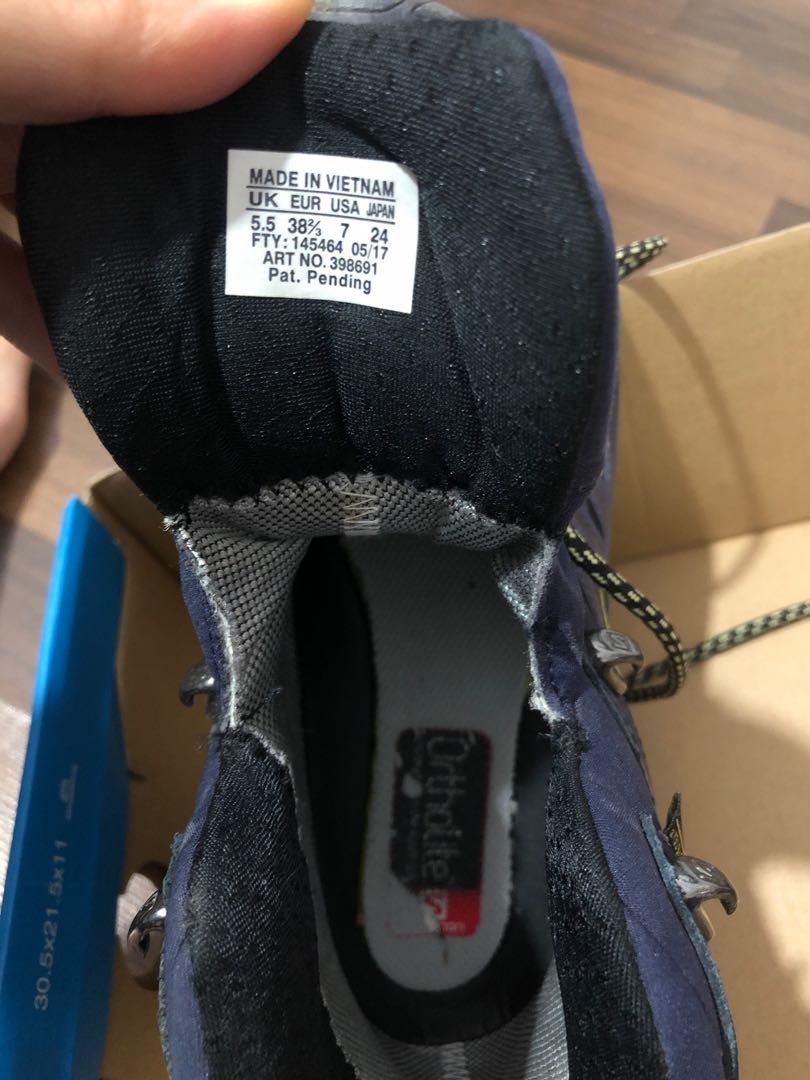 MADE IN VIETNAM
UK EUR USA JAPAN
5.5 38⅔ 7 24
FTY: 145464 05/17
ART NO. 398691
Pat. Pending
OrthoLite
30.5x21.5x11